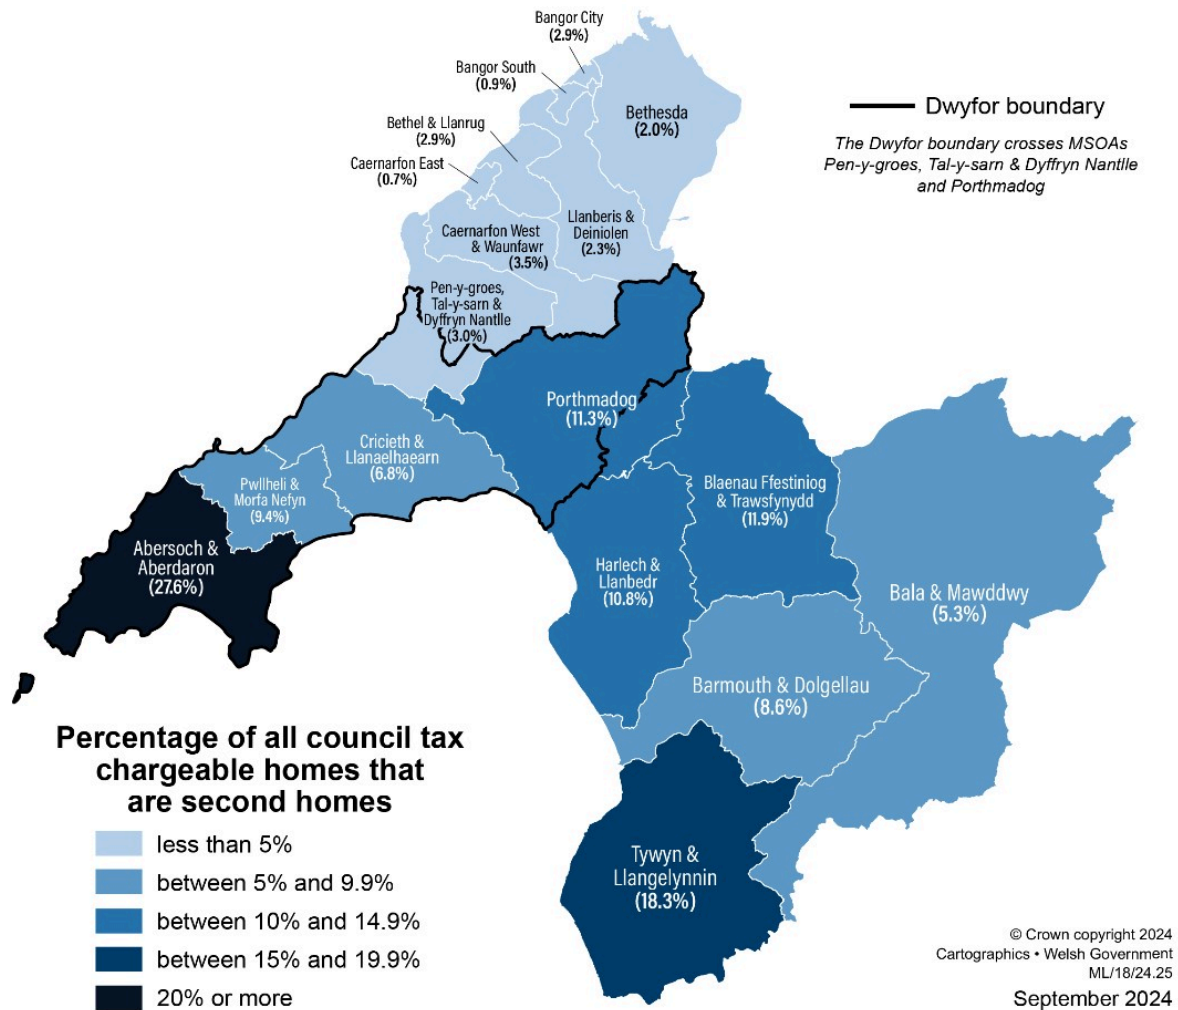 Bangor City
(2.9%)
Bangor South
(0.9%)
Bethesda
(2.0%)
Bethel & Llanrug
(2.9%)
Caernarfon East
(0.7%)
Llanberis &
Deiniolen
(2.3%)
Caernarfon West
& Waunfawr
(3.5%)
Pen-y-groes,
Tal-y-sarn &
Dyffryn Nantlle
(3.0%)
Dwyfor boundary
The Dwyfor boundary crosses MSOAs
Pen-y-groes, Tal-y-sarn & Dyffryn Nantlle
and Porthmadog
Porthmadog
(11.3%)
Cricieth &
Llanaelhaearn
(6.8%)
Pwllheli &
Morfa Nefyn
(9.4%)
Abersoch &
Aberdaron
(27.6%)
Blaenau Ffestiniog
& Trawsfynydd
(11.9%)
Harlech &
Llanbedr
(10.8%)
Bala & Mawddwy
(5.3%)
Barmouth & Dolgellau
(8.6%)
Tywyn &
Llangelynnin
(18.3%)
Percentage of all council tax
chargeable homes that
are second homes
less than 5%
between 5% and 9.9%
between 10% and 14.9%
between 15% and 19.9%
20% or more
© Crown copyright 2024
Cartographics • Welsh Government
ML/18/24.25
September 2024